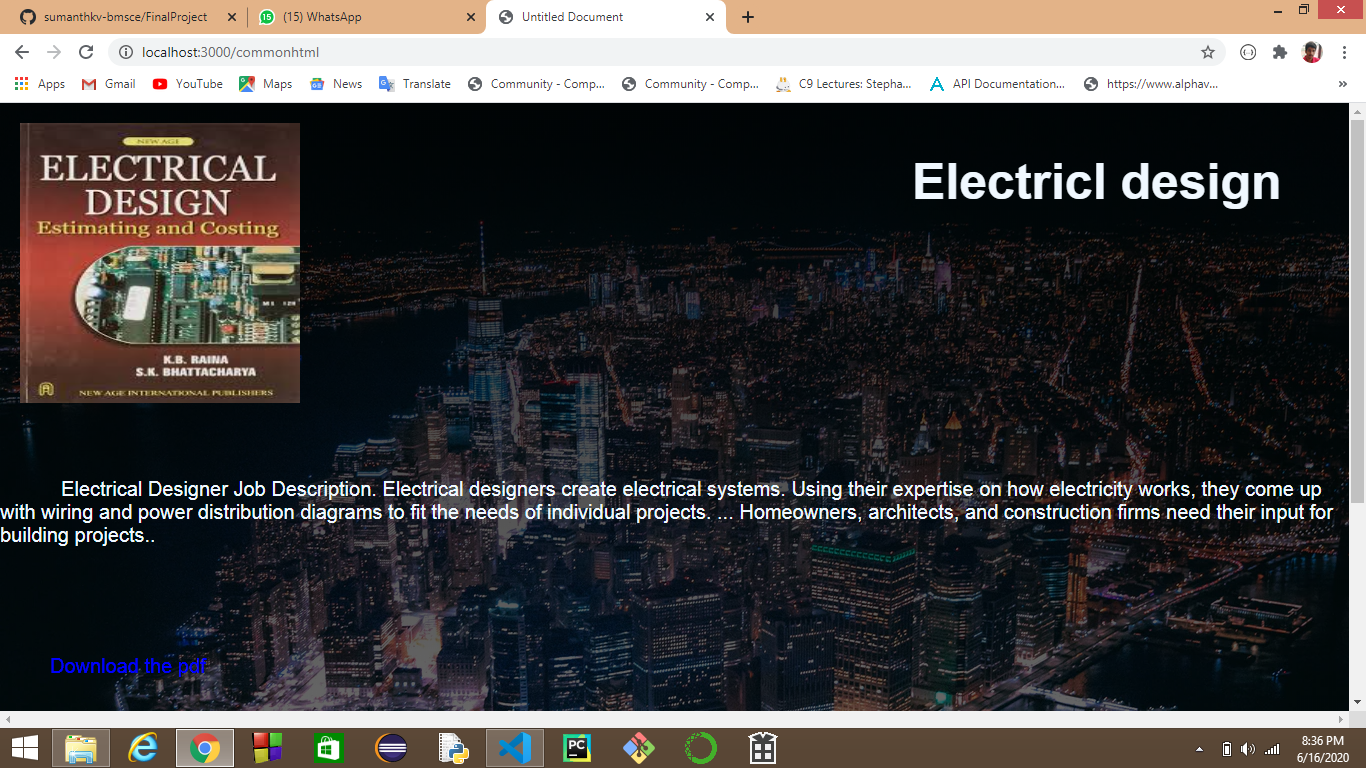 sumanthkv-bmsce/FinalProject
(15) WhatsApp
Untitled Document
localhost:3000/commonhtml
Apps
Gmail
YouTube
Maps
News
Translate
Community - Comp...
Community - Comp...
C9 Lectures: Stepha...
API Documentation...
https://www.alphav...
»
NEW AGE
ELECTRICAL
DESIGN
Estimating and Costing
K.B. RAINA
S.K. BHATTACHARYA
NEW AGE INTERNATIONAL PUBLISHERS
Electricl design
Electrical Designer Job Description. Electrical designers create electrical systems. Using their expertise on how electricity works, they come up
with wiring and power distribution diagrams to fit the needs of individual projects. ... Homeowners, architects, and construction firms need their input for
building projects..
Download the pdf
PC
8:36 PM
6/16/2020